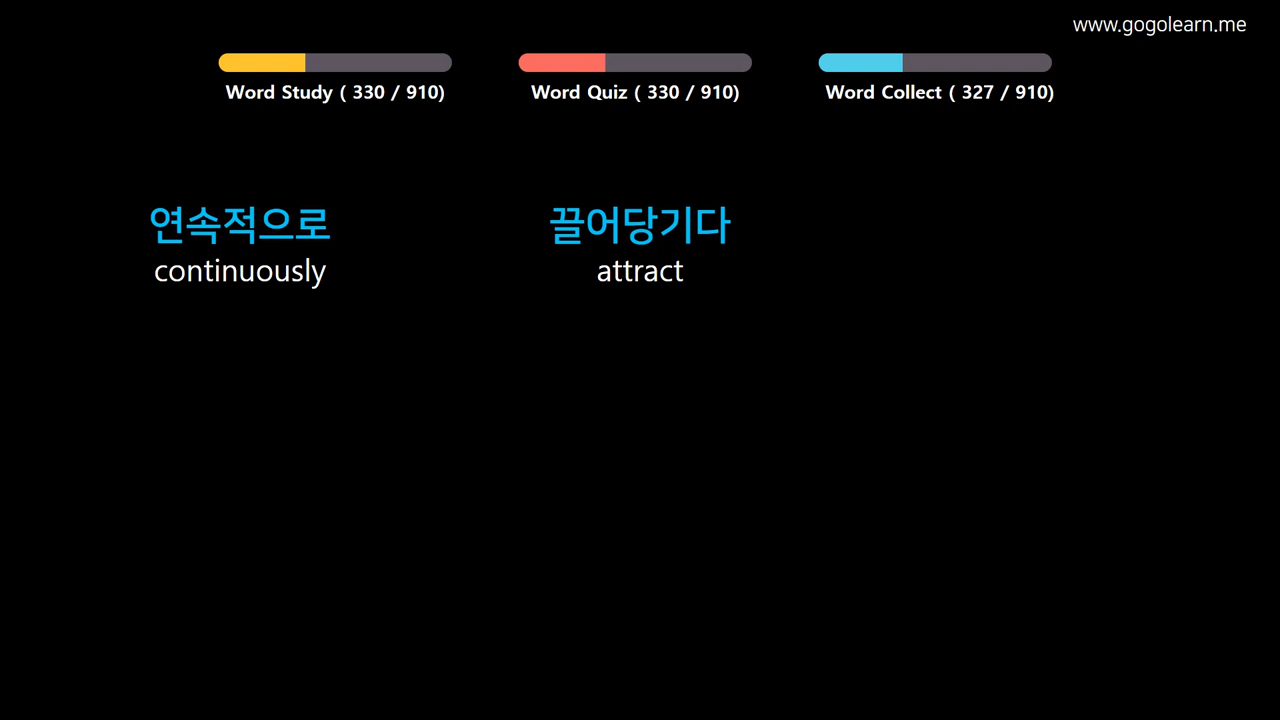 www.gogolearn.me
Word Study ( 330 / 910)
Word Quiz ( 330 / 910)
Word Collect ( 327 / 910)
연속적으로
continuously
끌어당기다
attract